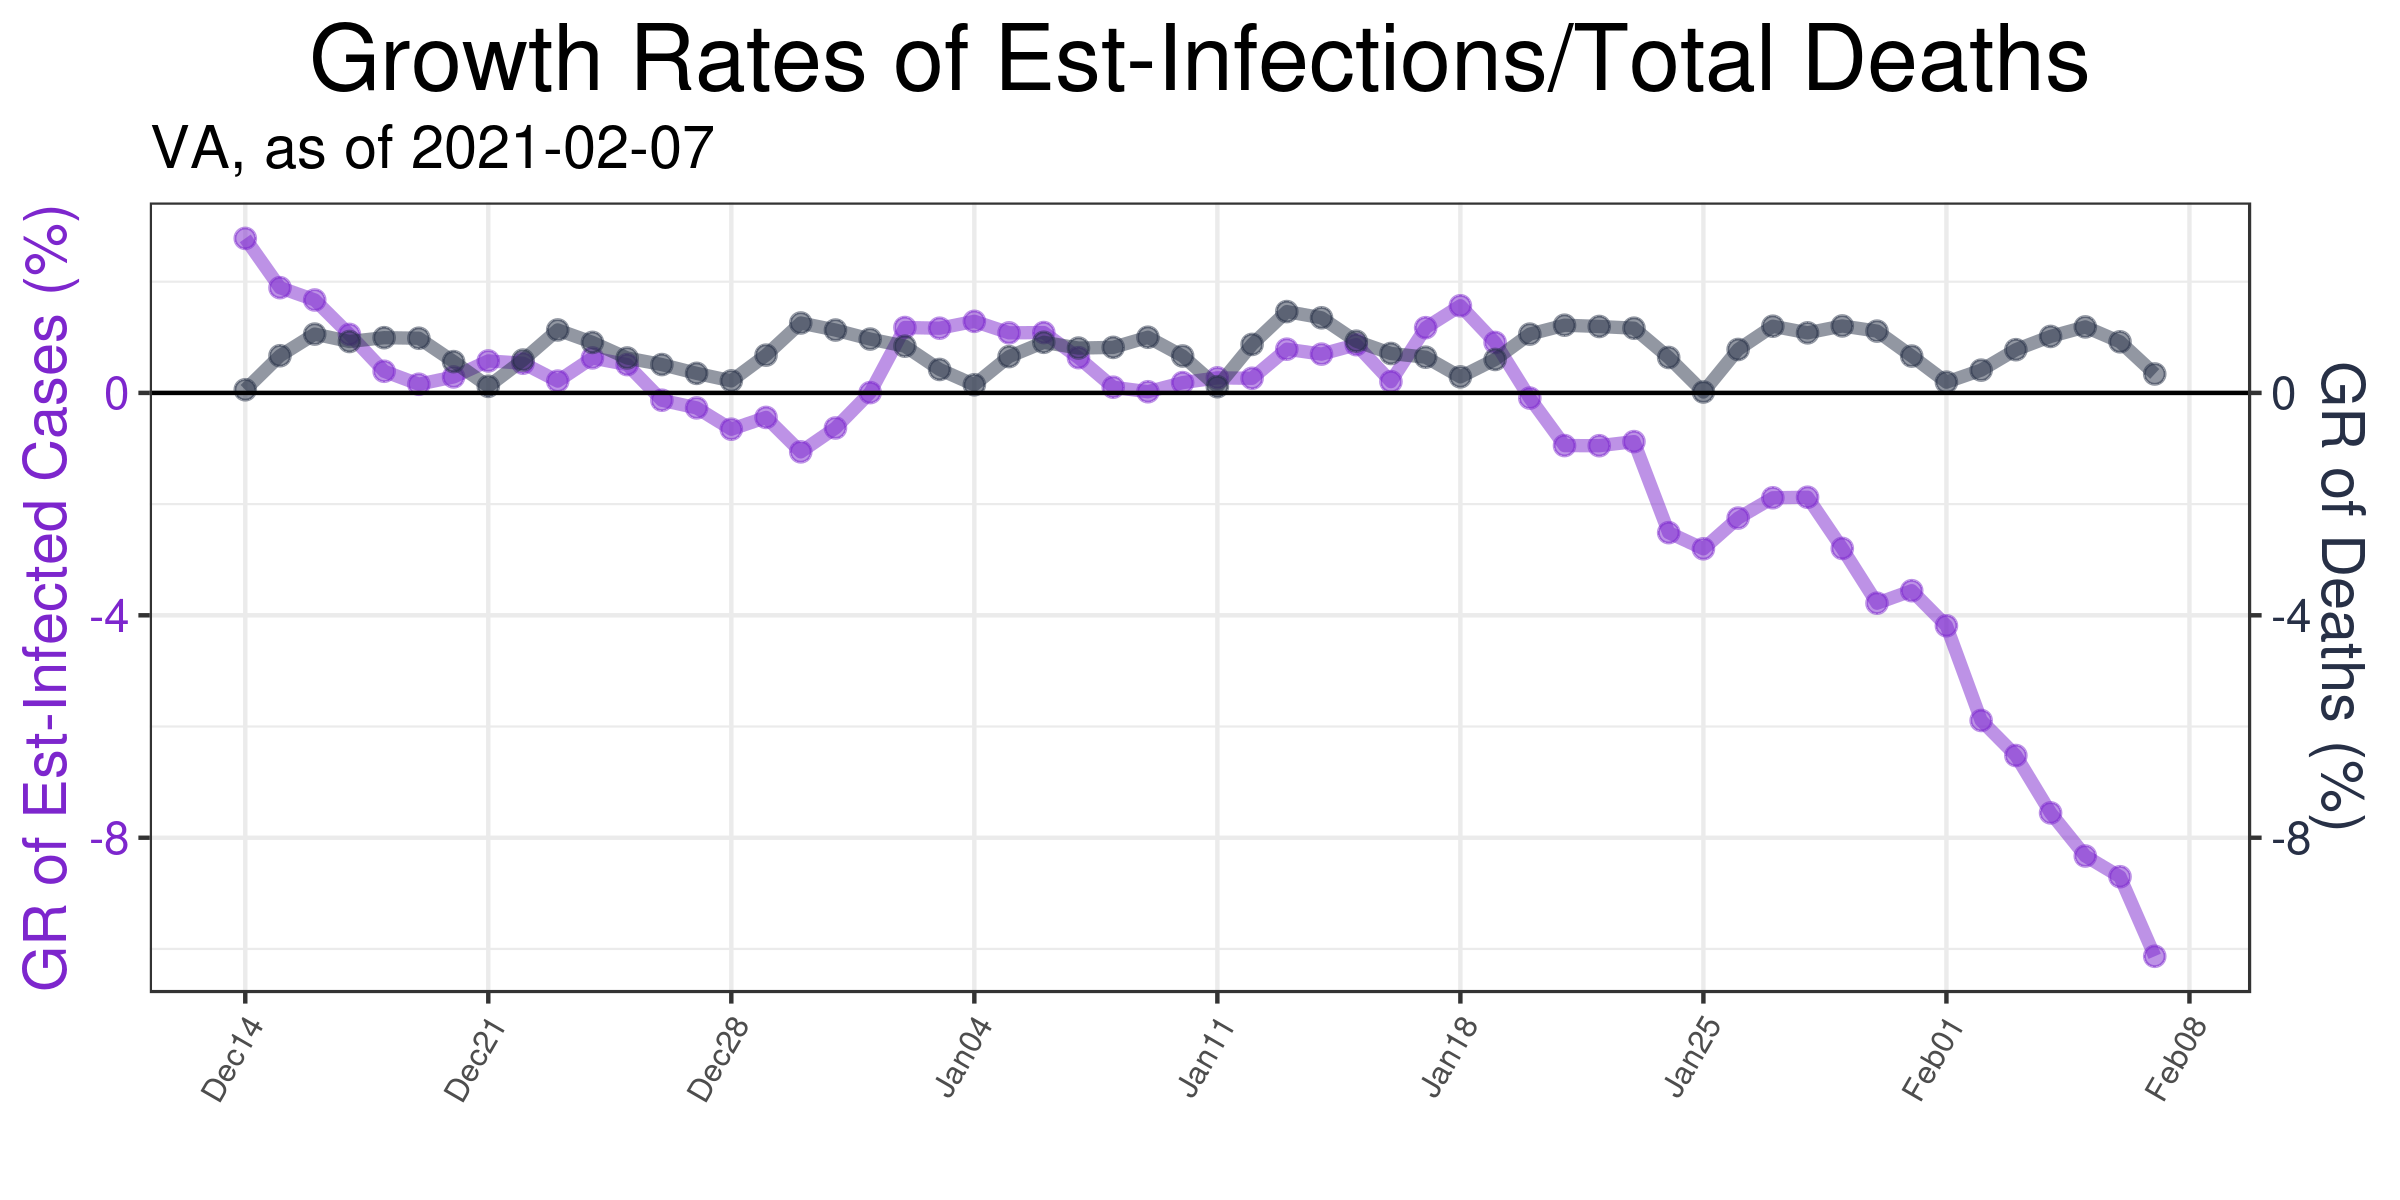 Growth Rates of Est-Infections/Total Deaths
VA, as of 2021-02-07
GR of Est-Infected Cases (%)
0
-4
-8
0
-4
-8
GR of Deaths (%)
Dec14
Dec21
Dec28
Jan04
Jan11
Jan18
Jan25
Feb01
Feb08